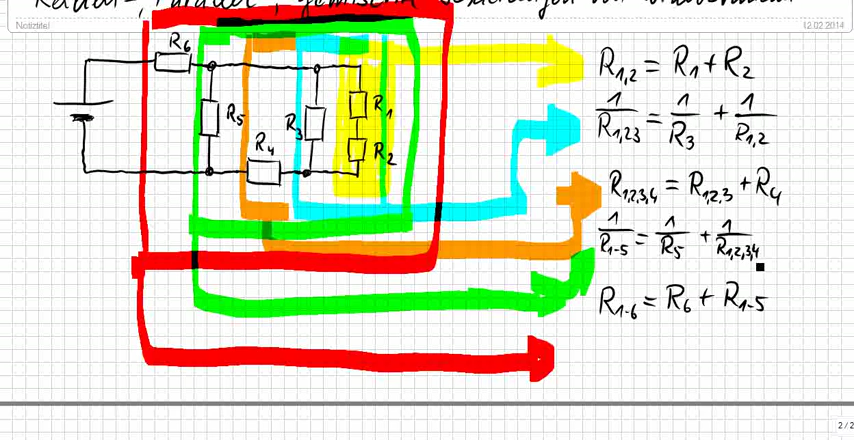 Notiztitel
12.02.2014
R6
R5
R4
R3
R1
R2
R1,2 = R1 + R2
1/R1,23 = 1/R3 + 1/R1,2
R1,2,3,4 = R1,2,3 + R4
1/R1-5 = 1/R5 + 1/R1,2,3,4
R1-6 = R6 + R1-5
2/2